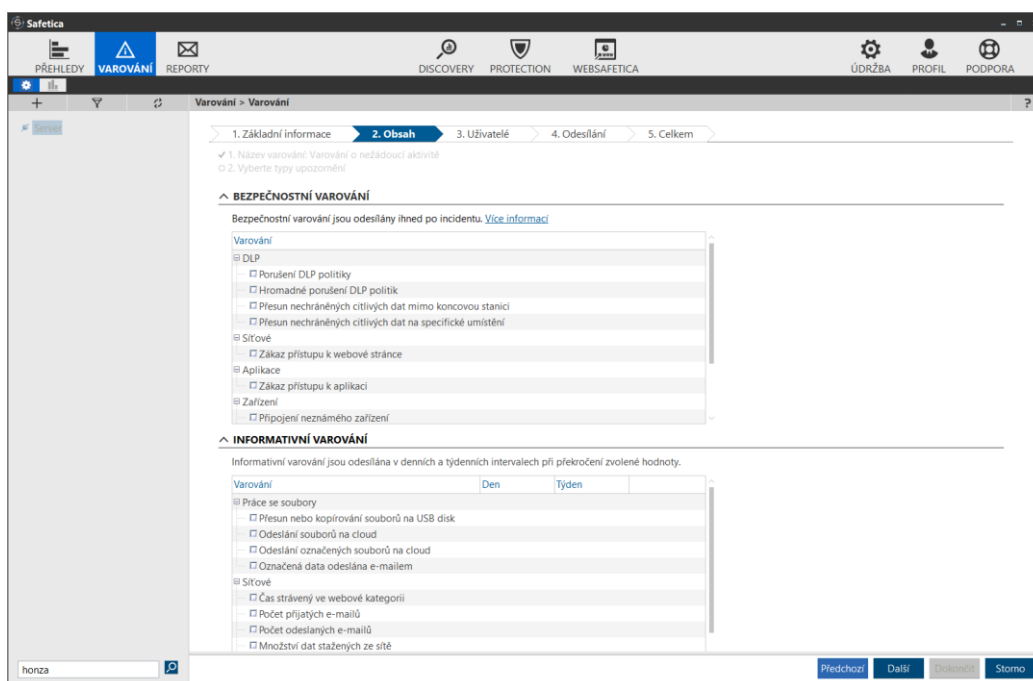 Safetica
PŘEHLEDY VAROVÁNÍ REPORTY DISCOVERY PROTECTION WEBSAFETICA ÚDRŽBA PROFIL PODPORA
Varování > Varování ?
Server
1. Základní informace 2. Obsah 3. Uživatelé 4. Odesílání 5. Celkem
1. Název varování: Varování o nežádoucí aktivitě
2. Vyberte typy upozornění
BEZPEČNOSTNÍ VAROVÁNÍ
Bezpečnostní varování jsou odesílány ihned po incidentu. Více informací
Varování
DLP
Porušení DLP politiky
Hromadné porušení DLP politik
Přesun nechráněných citlivých dat mimo koncovou stanici
Přesun nechráněných citlivých dat na specifické umístění
Síťové
Zákaz přístupu k webové stránce
Aplikace
Zákaz přístupu k aplikaci
Zařízení
Připojení neznámého zařízení
INFORMATIVNÍ VAROVÁNÍ
Informativní varování jsou odesílána v denních a týdenních intervalech při překročení zvolené hodnoty.
Varování Den Týden
Práce se soubory
Přesun nebo kopírování souborů na USB disk
Odeslání souborů na cloud
Odeslání označených souborů na cloud
Označená data odeslána e-mailem
Síťové
Čas strávený ve webové kategorii
Počet přijatých e-mailů
Počet odeslaných e-mailů
Množství dat stažených ze sítě
honza Předchozí Další Dokončit Storno